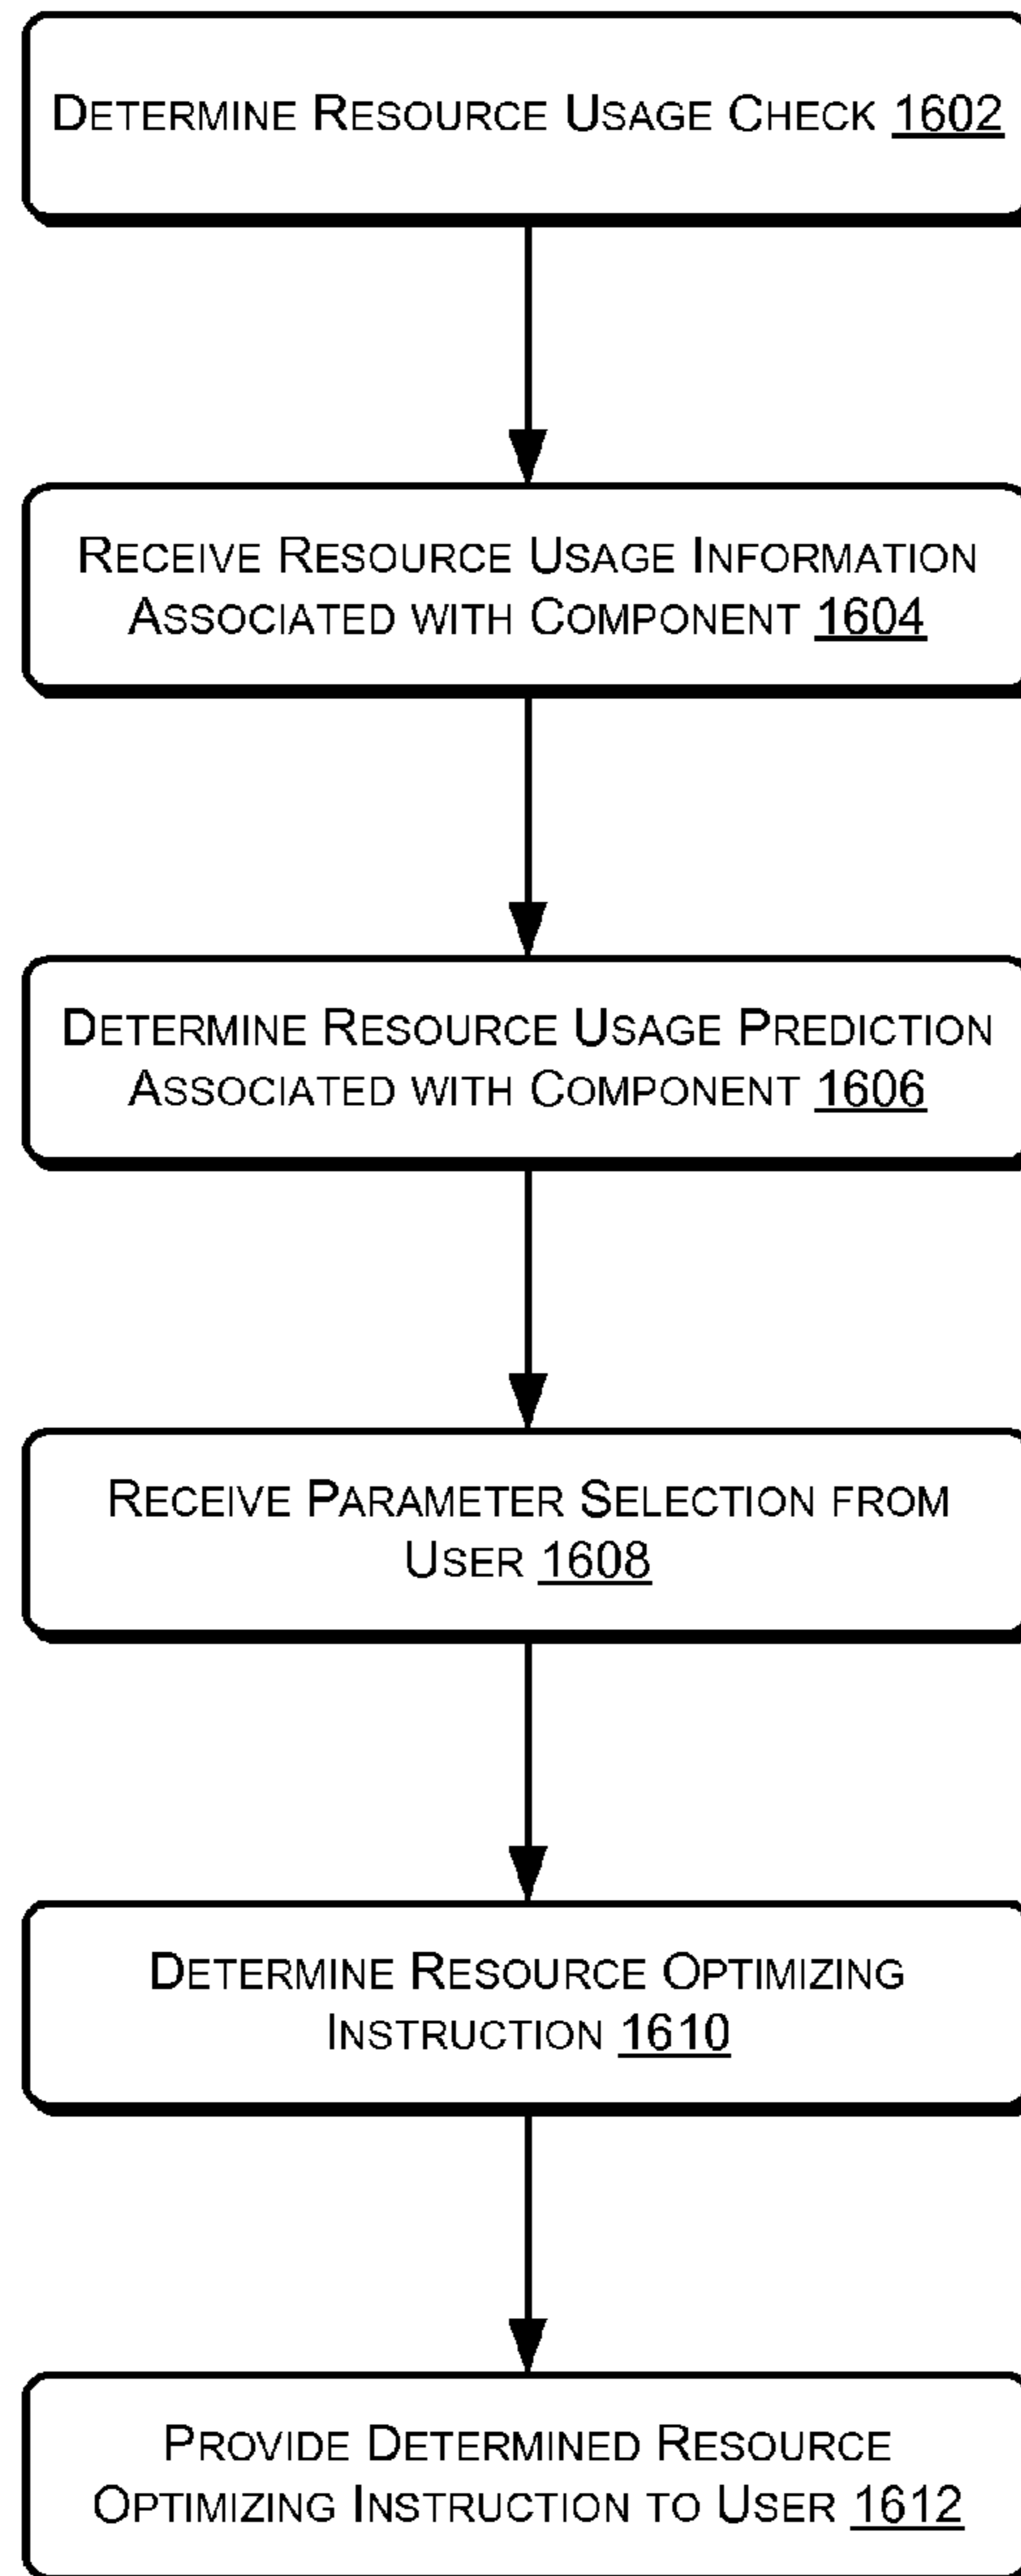 DETERMINE RESOURCE USAGE CHECK 1602
RECEIVE RESOURCE USAGE INFORMATION
ASSOCIATED WITH COMPONENT 1604
DETERMINE RESOURCE USAGE PREDICTION
ASSOCIATED WITH COMPONENT 1606
RECEIVE PARAMETER SELECTION FROM
USER 1608
DETERMINE RESOURCE OPTIMIZING
INSTRUCTION 1610
PROVIDE DETERMINED RESOURCE
OPTIMIZING INSTRUCTION TO USER 1612